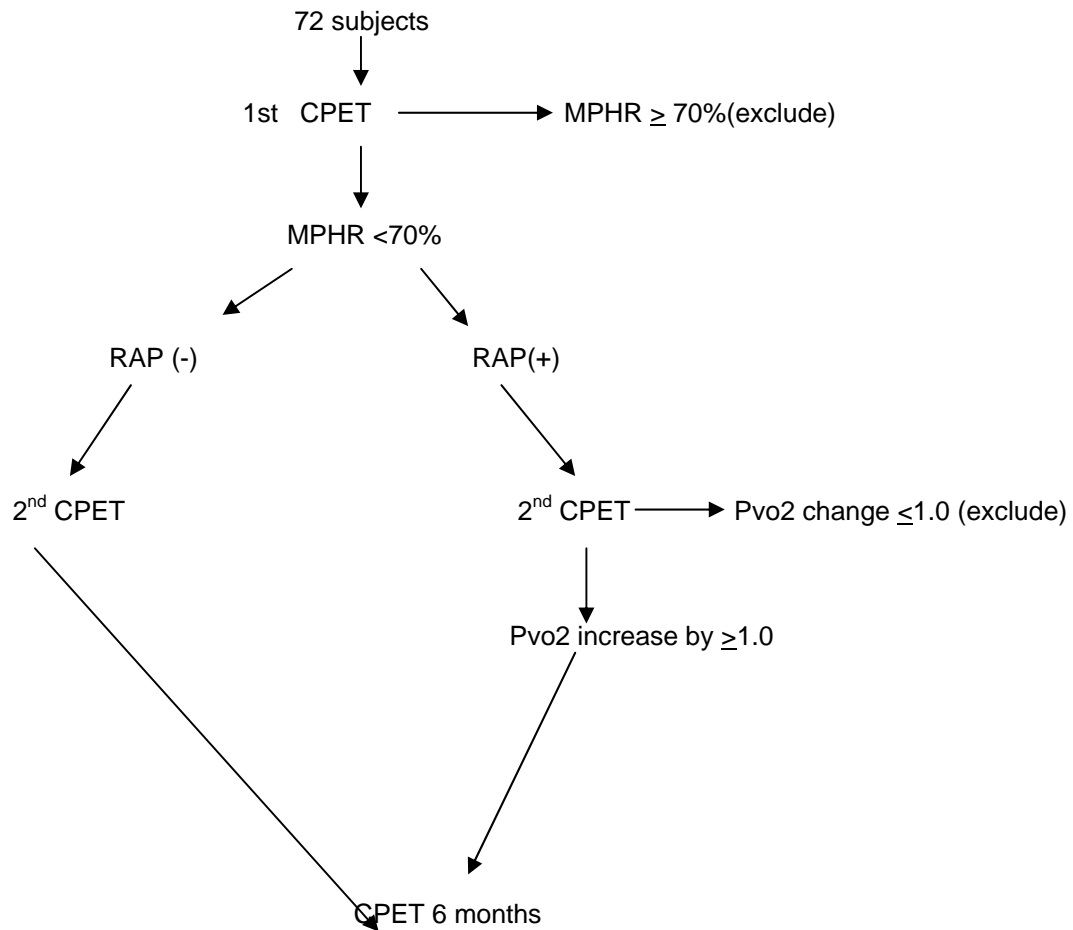 72 subjects
1st CPET
MPHR ≥ 70%(exclude)
MPHR <70%
RAP (-)
RAP(+)
2nd CPET
2nd CPET
Pvo2 change ≤1.0 (exclude)
Pvo2 increase by ≥1.0
CPET 6 months